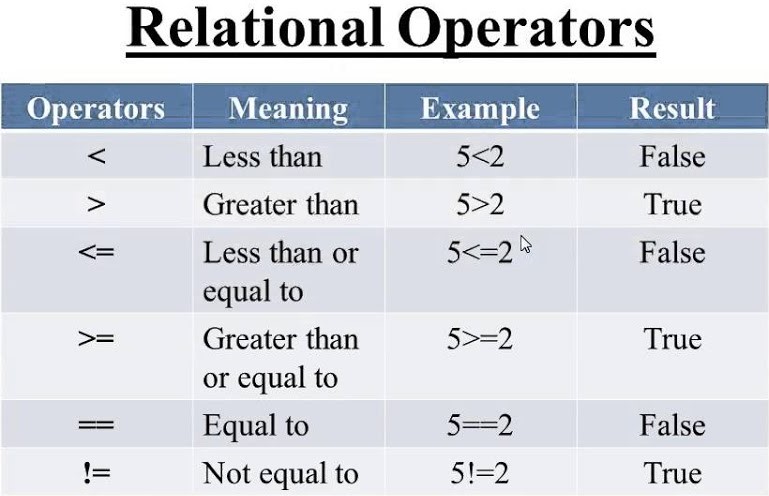 Relational Operators
Operators Meaning Example Result
< Less than 5<2 False
> Greater than 5>2 True
<= Less than or 5<=2 False
equal to
>= Greater than 5>=2 True
or equal to
== Equal to 5==2 False
!= Not equal to 5!=2 True